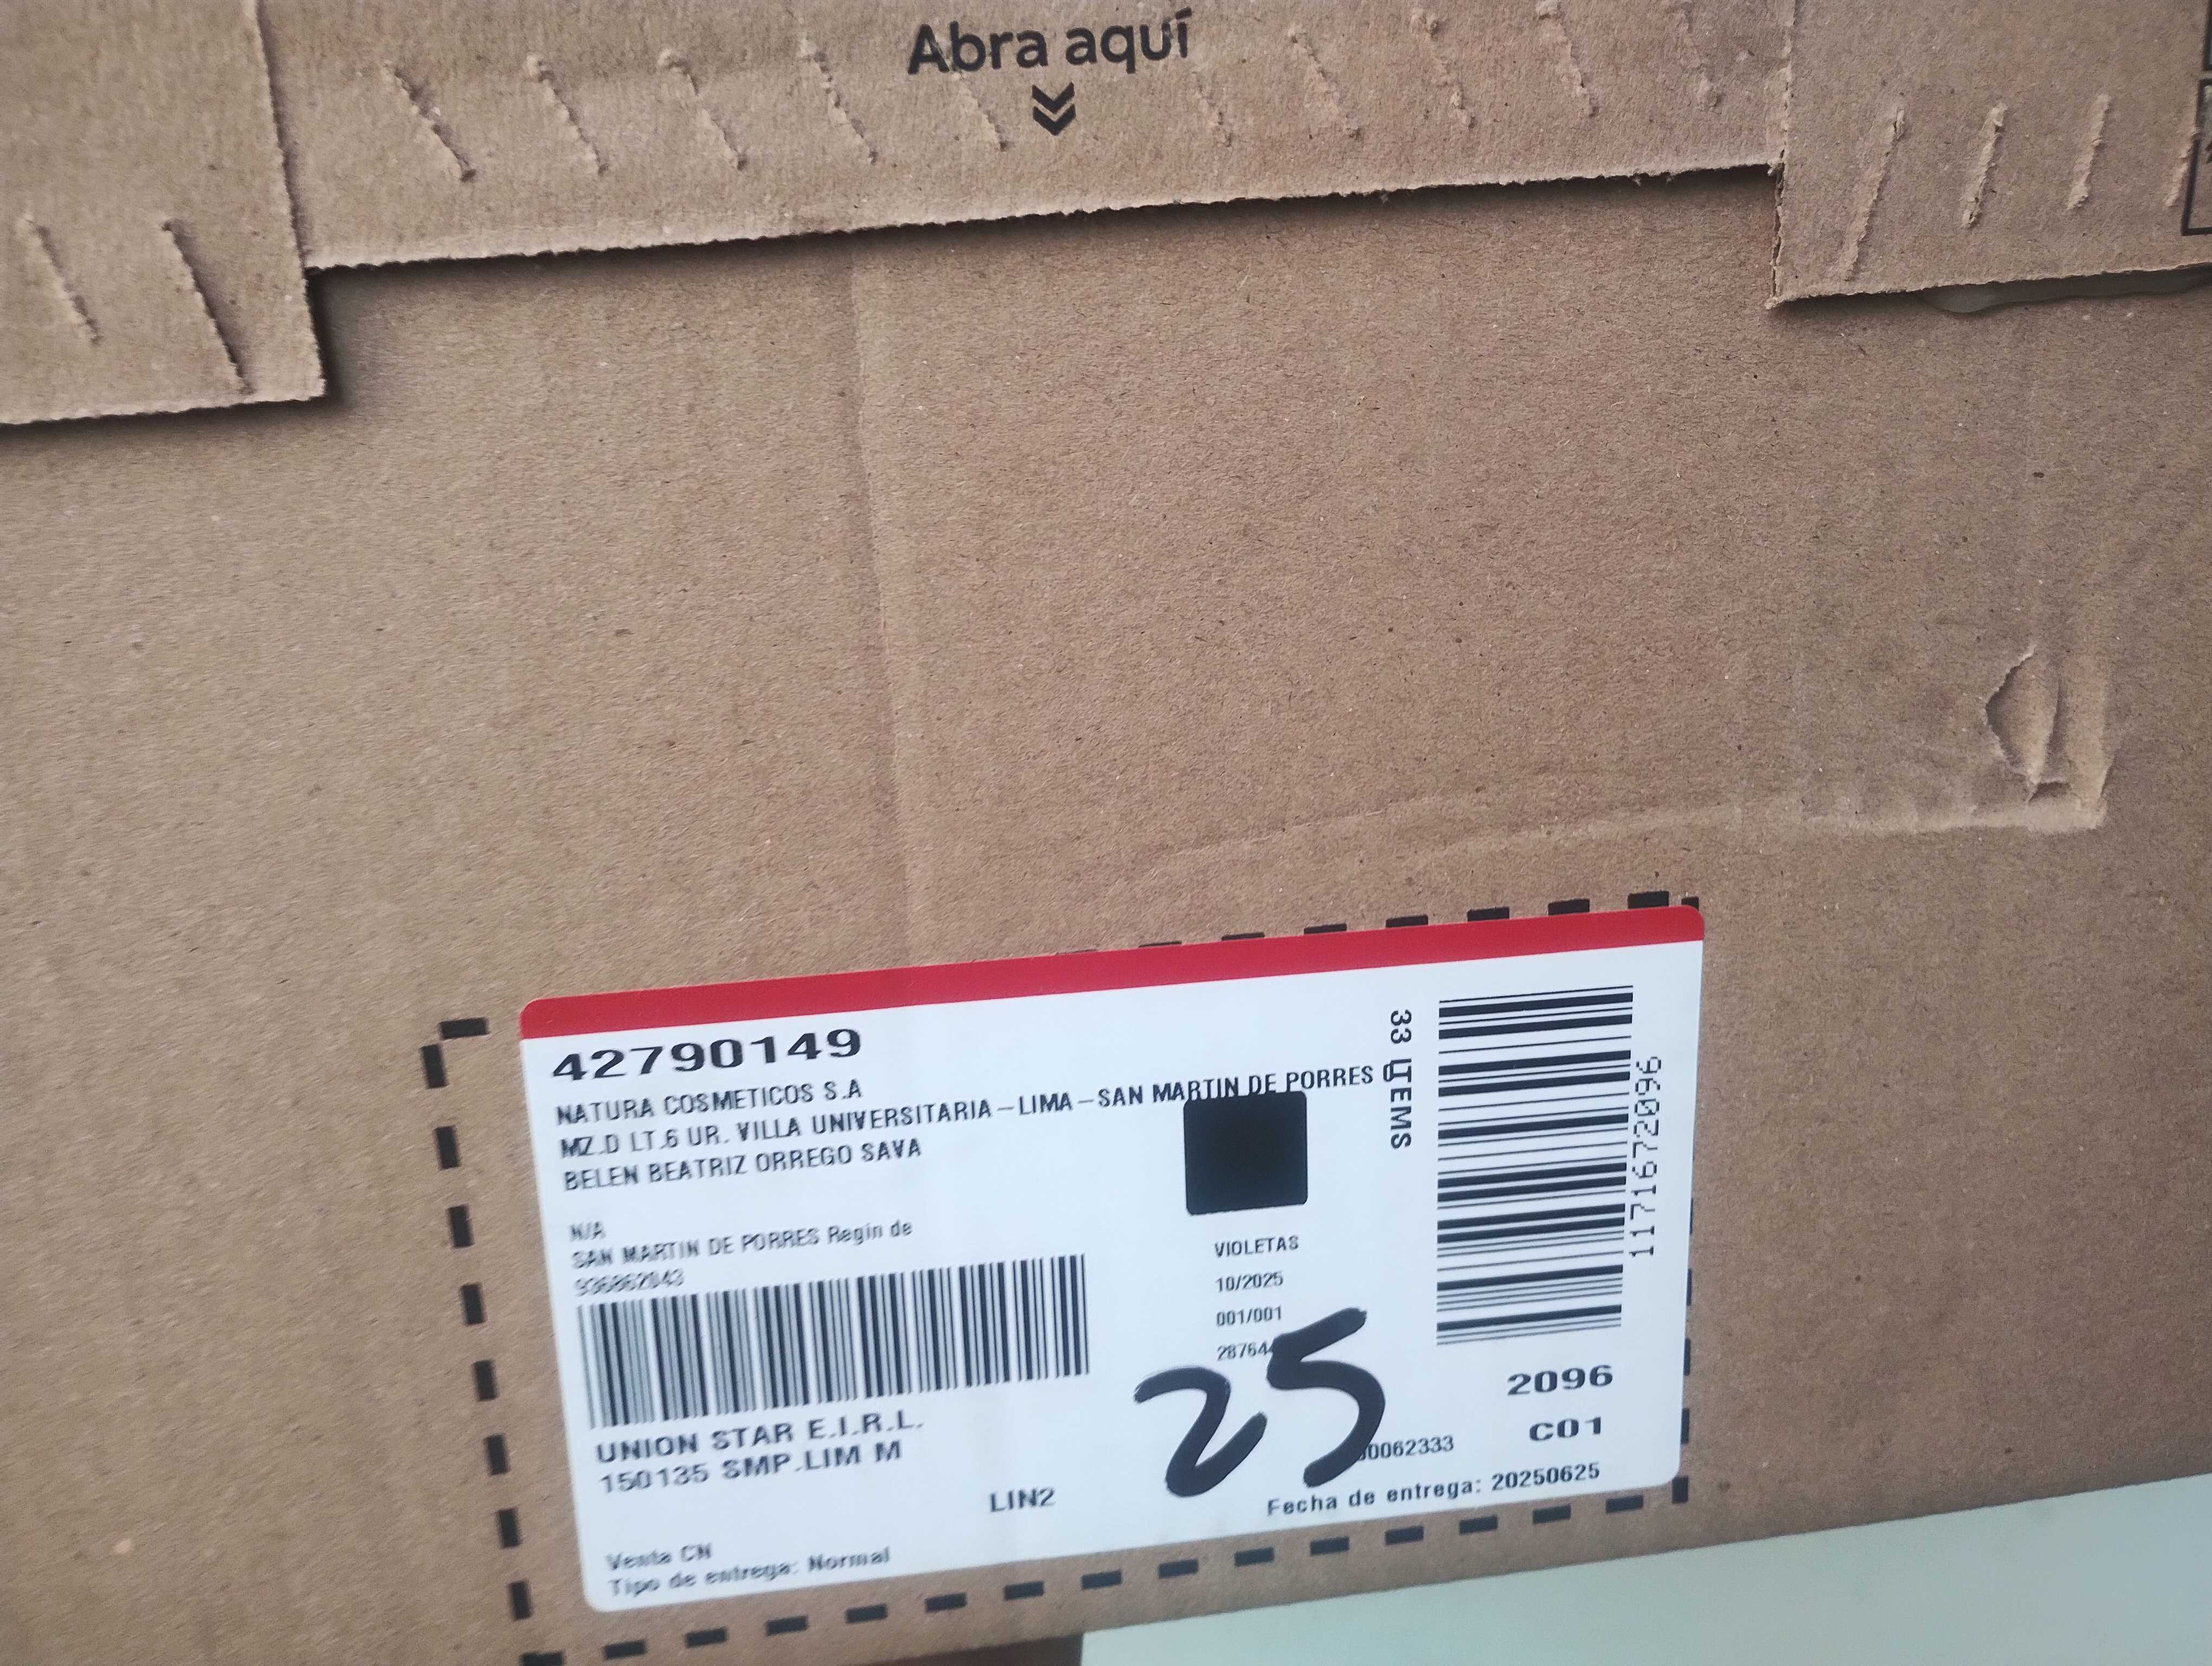 Abra aquí
42790149
NATURA COSMETICOS S.A
MZ.D LT.6 UR. VILLA UNIVERSITARIA-LIMA-SAN MARTIN DE PORRES
BELEN BEATRIZ ORREGO SAVA
N/A
SAN MARTIN DE PORRES Regin de
936862043
UNION STAR E.I.R.L.
150135 SMP.LIM M
LIN2
Venta CN
Tipo de entrega: Normal
VIOLETAS
10/2025
001/001
25
33 ITEMS
1171672096
2096
C01
Fecha de entrega: 20250625